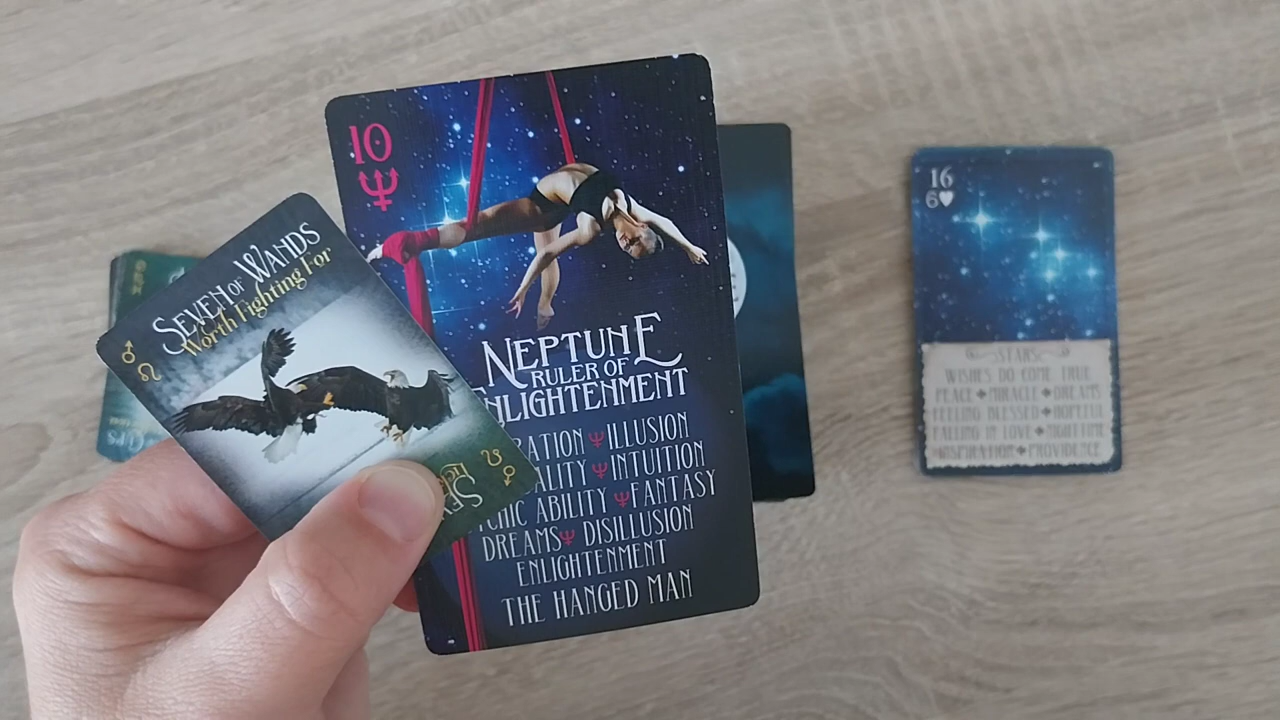 SEVEN OF WANDS
Worth Fighting For
10
NEPTUNE
RULER OF
ENLIGHTENMENT
ILLUSION
INTUITION
ABILITY FANTASY
DREAMS DISILLUSION
ENLIGHTENMENT
THE HANGED MAN
16
6
STARS
WISHES DO COME TRUE
PEACE MIRACLE DREAMS
FEELING BLESSED HOPEFUL
FALLING IN LOVE NIGHTTIME
INSPIRATION PROVIDENCE